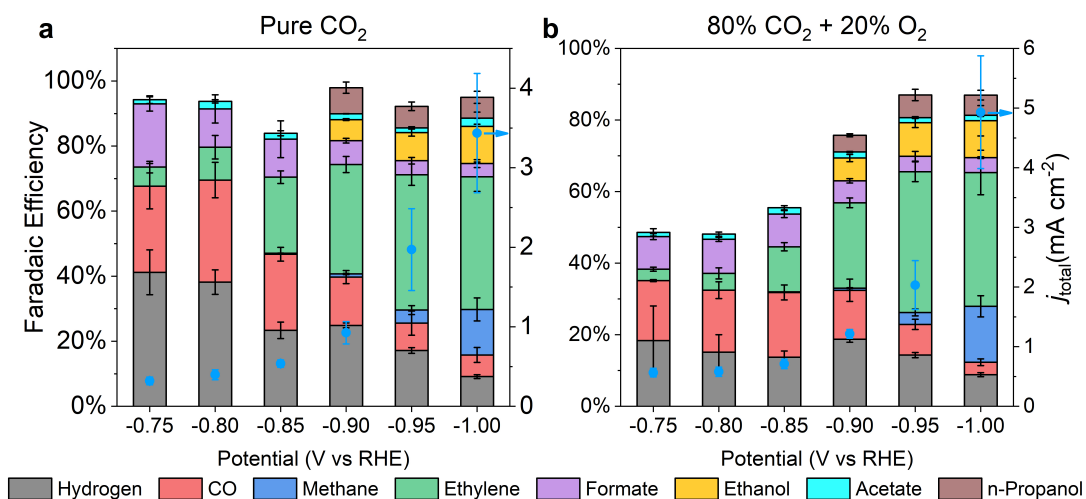 a
Pure CO2
b
80% CO2 + 20% O2
Faradaic Efficiency
100%
80%
60%
40%
20%
0%
4
3
2
1
0
-0.75 -0.80 -0.85 -0.90 -0.95 -1.00
Potential (V vs RHE)
100%
80%
60%
40%
20%
0%
6
5
4
3
2
1
0
jtotal(mA cm-2)
-0.75 -0.80 -0.85 -0.90 -0.95 -1.00
Potential (V vs RHE)
Hydrogen CO Methane Ethylene Formate Ethanol Acetate n-Propanol